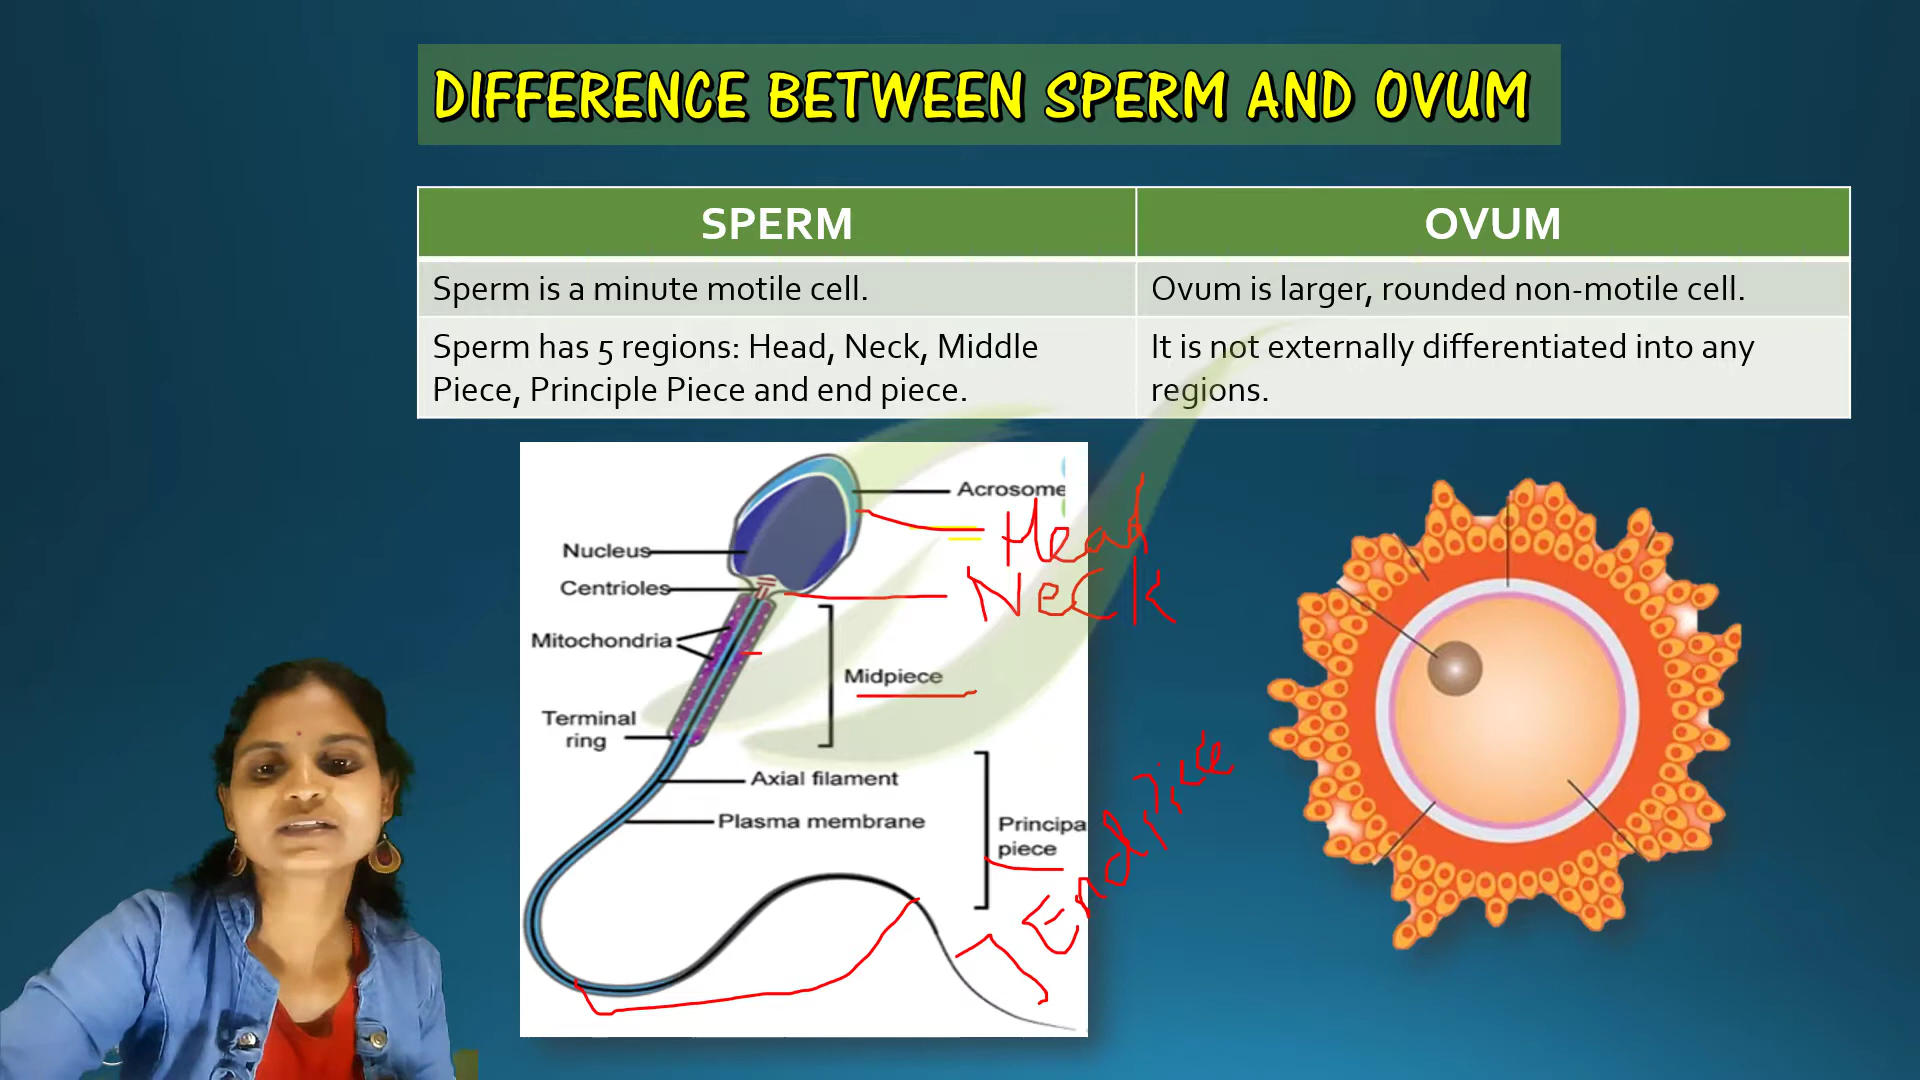 DIFFERENCE BETWEEN SPERM AND OVUM
SPERM
OVUM
Sperm is a minute motile cell.
Ovum is larger, rounded non-motile cell.
Sperm has 5 regions: Head, Neck, Middle
Piece, Principle Piece and end piece.
It is not externally differentiated into any
regions.
Acrosome
Head
Nucleus
Centrioles
Neck
Mitochondria
Midpiece
Terminal
ring
Axial filament
Plasma membrane
Principa
piece
Endpiece